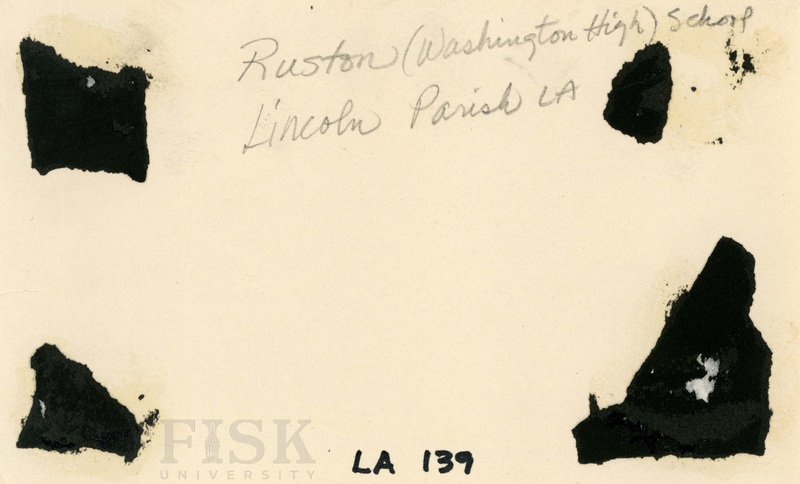 Ruston (Washington High) School
Lincoln Parish LA
FISK
UNIVERSITY
LA 139